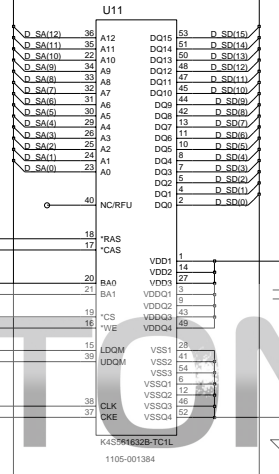 U11
D_SA(12) 36 A12 DQ15 53 D_SD(15)
D_SA(11) 35 A11 DQ14 51 D_SD(14)
D_SA(10) 22 A10 DQ13 50 D_SD(13)
D_SA(9) 34 A9 DQ12 48 D_SD(12)
D_SA(8) 33 A8 DQ11 47 D_SD(11)
D_SA(7) 32 A7 DQ10 45 D_SD(10)
D_SA(6) 31 A6 DQ9 44 D_SD(9)
D_SA(5) 30 A5 DQ8 42 D_SD(8)
D_SA(4) 29 A4 DQ7 13 D_SD(7)
D_SA(3) 26 A3 DQ6 11 D_SD(6)
D_SA(2) 25 A2 DQ5 10 D_SD(5)
D_SA(1) 24 A1 DQ4 8 D_SD(4)
D_SA(0) 23 A0 DQ3 7 D_SD(3)
DQ2 5 D_SD(2)
DQ1 4 D_SD(1)
40 NC/RFU DQ0 2 D_SD(0)
18 *RAS
17 *CAS
VDD1 1
VDD2 14
20 BA0 VDD3 27
21 BA1 VDDQ1 3
VDDQ2 9
19 *CS VDDQ3 43
16 *WE VDDQ4 49
15 LDQM VSS1 28
39 UDQM VSS2 41
VSS3 54
VSSQ1 6
VSSQ2 12
38 CLK VSSQ3 46
37 CKE VSSQ4 52
K4S561632B-TC1L
1105-001384
TON